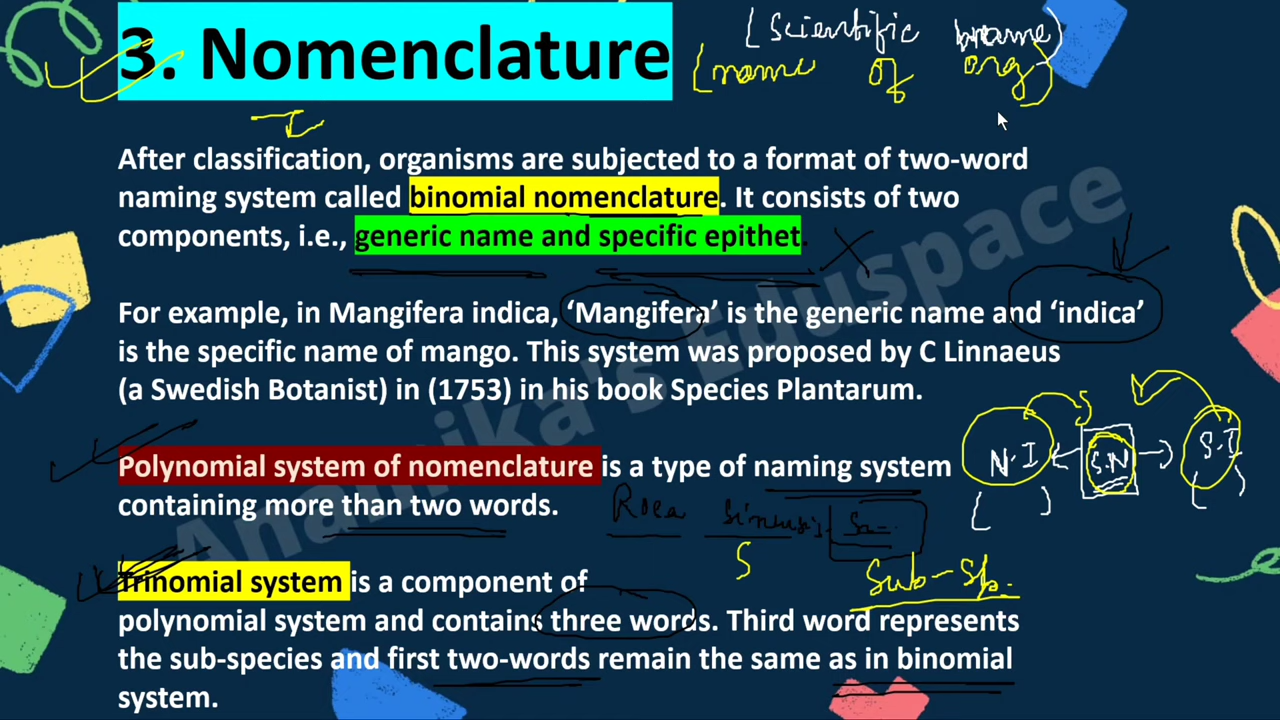 [Scientific name)
3. Nomenclature
[name of org)
After classification, organisms are subjected to a format of two-word
naming system called binomial nomenclature. It consists of two
components, i.e., generic name and specific epithet.
For example, in Mangifera indica, ‘Mangifera’ is the generic name and ‘indica’
is the specific name of mango. This system was proposed by C Linnaeus
(a Swedish Botanist) in (1753) in his book Species Plantarum.
N.I S.N S.I
Polynomial system of nomenclature is a type of naming system
containing more than two words.
Trinomial system is a component of
Sub-Sp.
polynomial system and contains three words. Third word represents
the sub-species and first two-words remain the same as in binomial
system.
Anamika's Eduspace